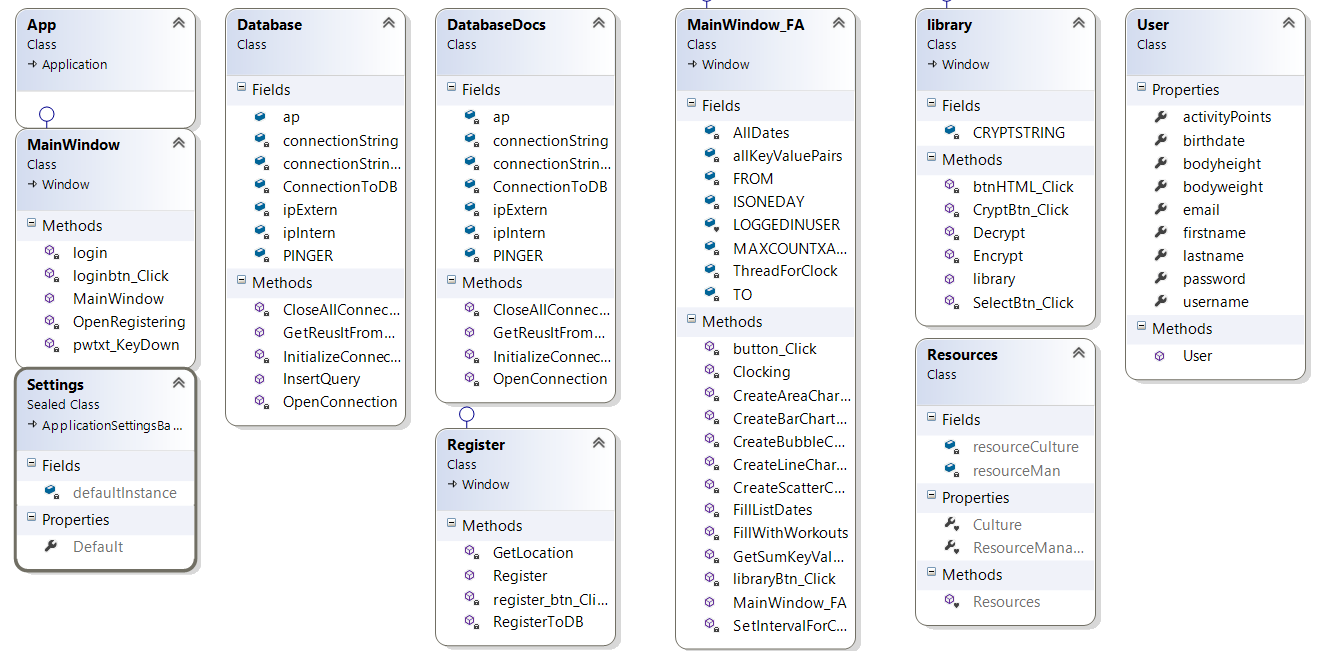 App
Class
Application
MainWindow
Class
Window
Methods
login
loginbtn_Click
MainWindow
OpenRegistering
pwtxt_KeyDown
Settings
Sealed Class
ApplicationSettingsBa...
Fields
defaultInstance
Properties
Default
Database
Class
Fields
ap
connectionString
connectionStrin...
ConnectionToDB
ipExtern
ipIntern
PINGER
Methods
CloseAllConnec...
GetReusltFrom...
InitializeConnec...
InsertQuery
OpenConnection
DatabaseDocs
Class
Fields
ap
connectionString
connectionStrin...
ConnectionToDB
ipExtern
ipIntern
PINGER
Methods
CloseAllConnec...
GetReusltFrom...
InitializeConnec...
OpenConnection
Register
Class
Window
Methods
GetLocation
Register
register_btn_Cli...
RegisterToDB
MainWindow_FA
Class
Window
Fields
AllDates
allKeyValuePairs
FROM
ISONEDAY
LOGGEDINUSER
MAXCOUNTXA...
ThreadForClock
TO
Methods
button_Click
Clocking
CreateAreaChar...
CreateBarChart...
CreateBubbleC...
CreateLineChar...
CreateScatterC...
FillListDates
FillWithWorkouts
GetSumKeyVal...
libraryBtn_Click
MainWindow_FA
SetIntervalForC...
library
Class
Window
Fields
CRYPTSTRING
Methods
btnHTML_Click
CryptBtn_Click
Decrypt
Encrypt
library
SelectBtn_Click
Resources
Class
Fields
resourceCulture
resourceMan
Properties
Culture
ResourceMana...
Methods
Resources
User
Class
Properties
activityPoints
birthdate
bodyheight
bodyweight
email
firstname
lastname
password
username
Methods
User